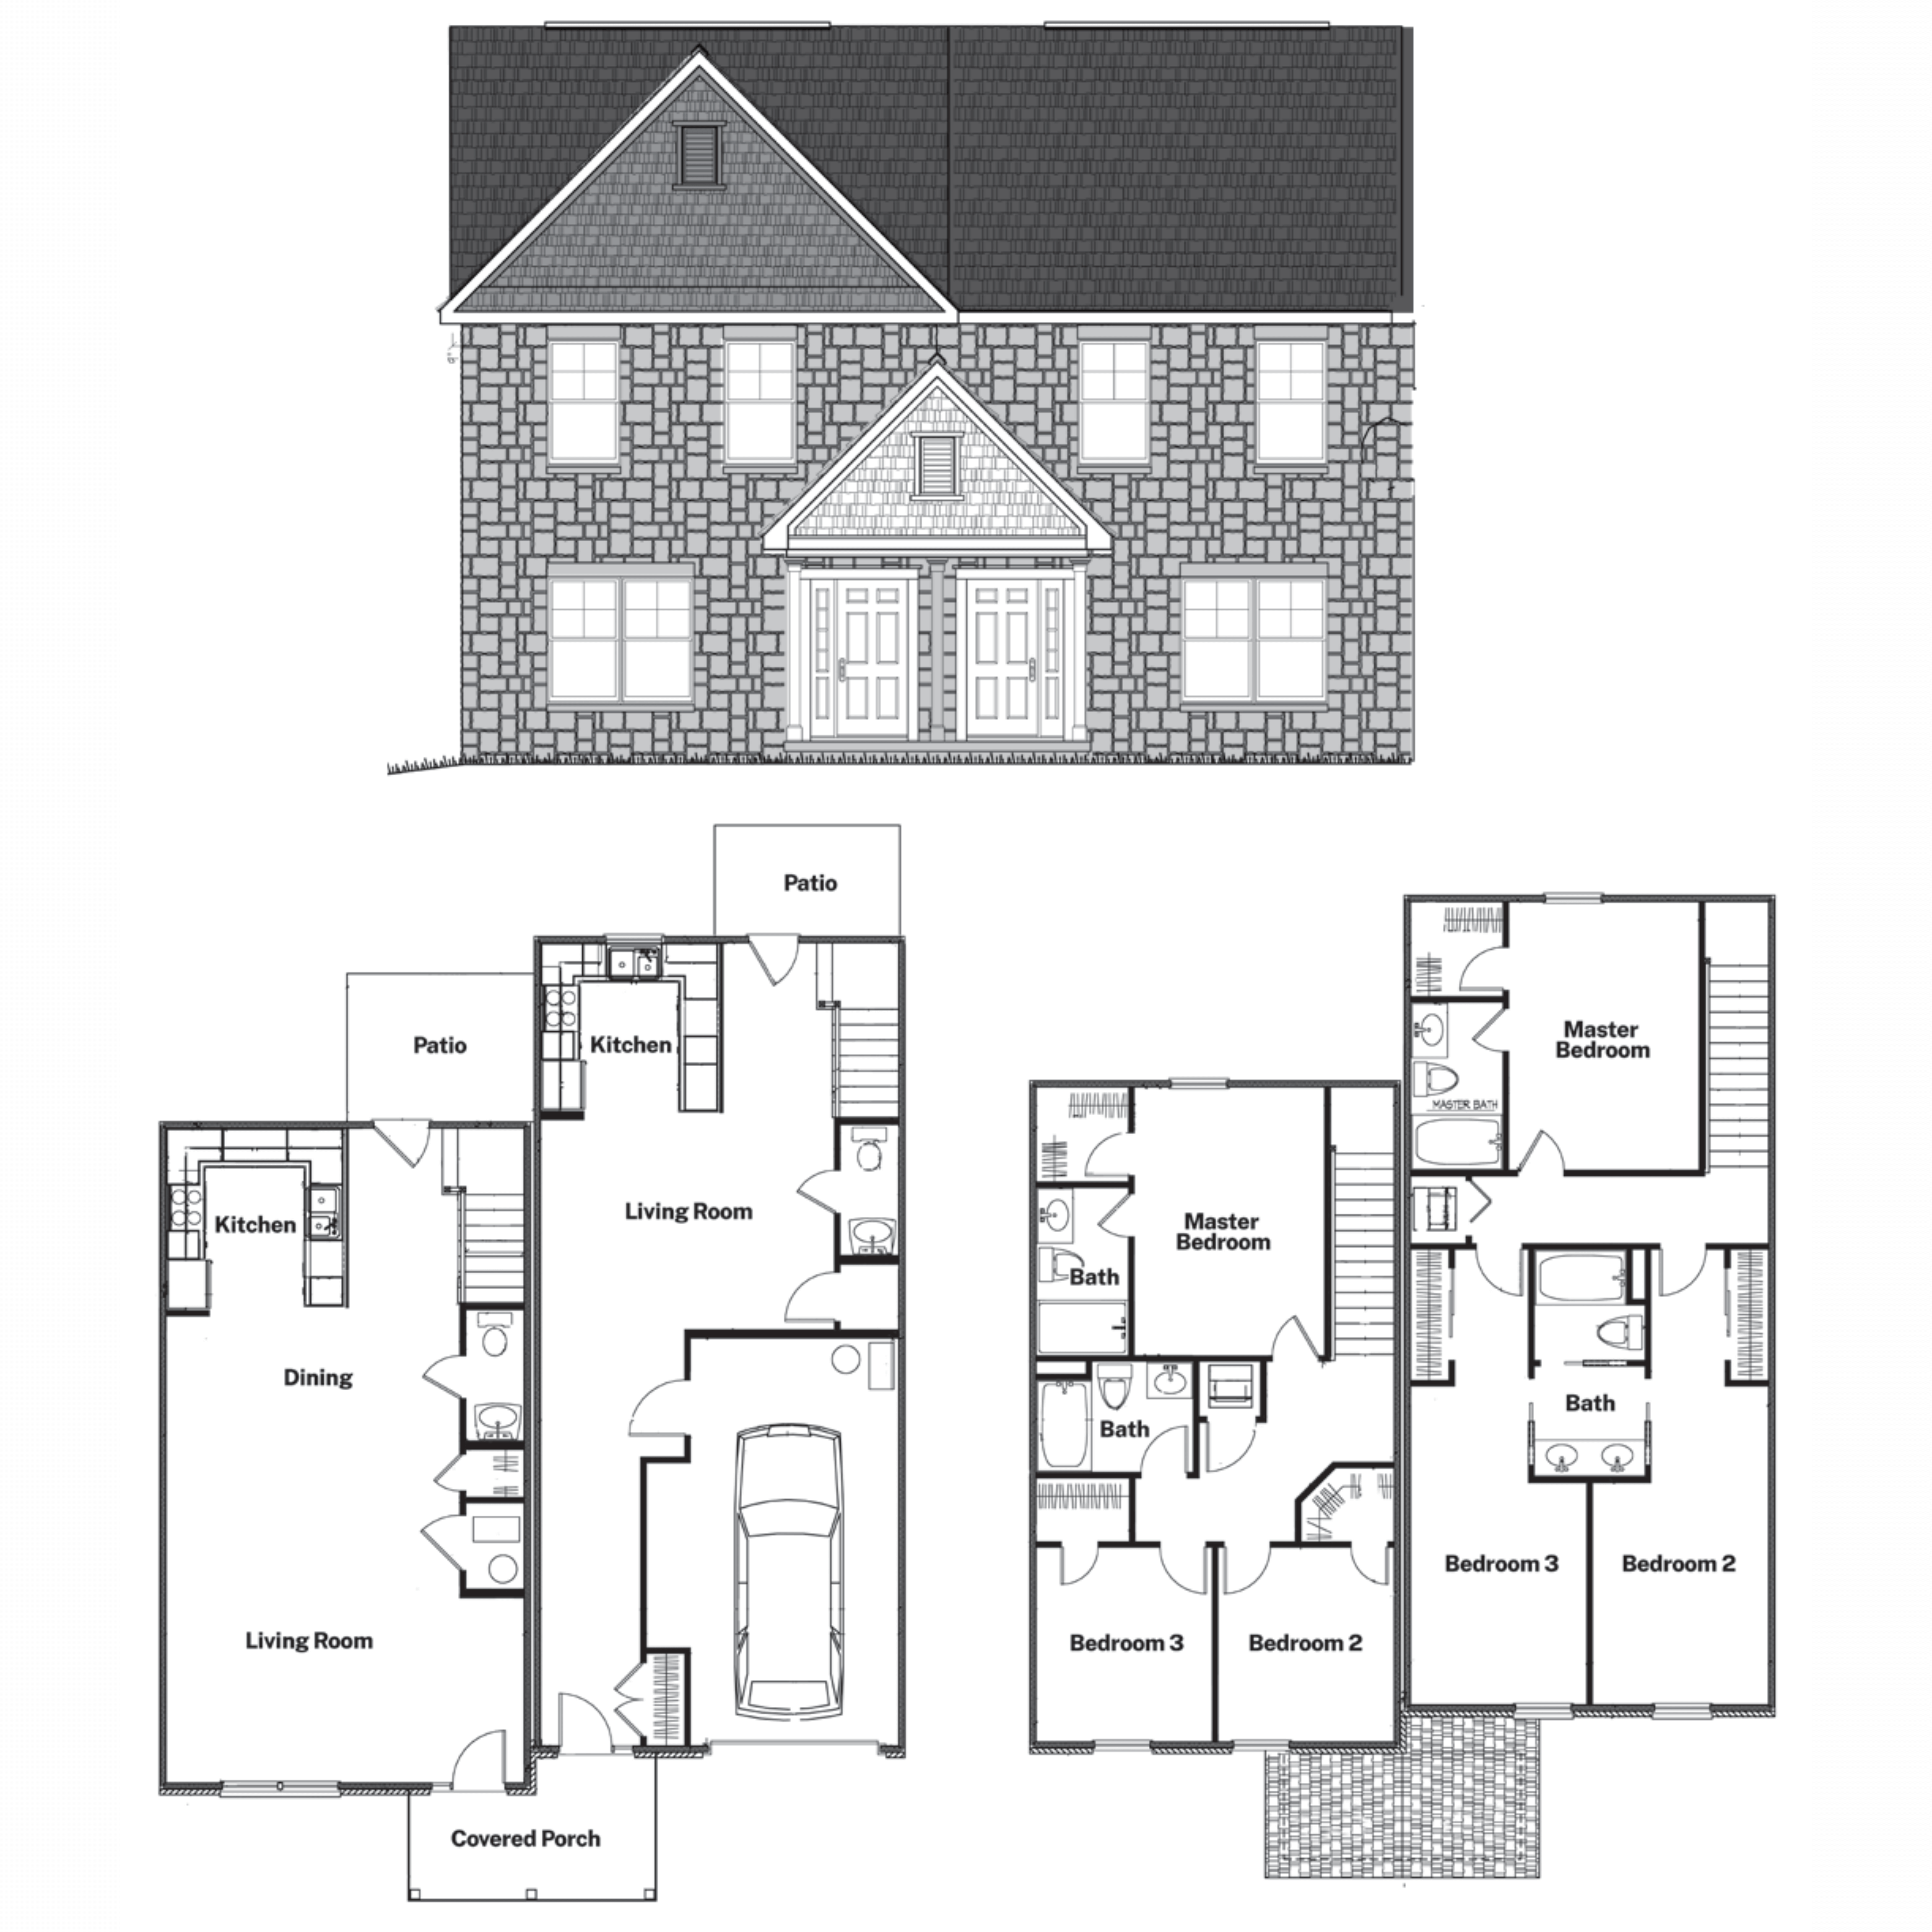 Patio
Patio
Kitchen
Living Room
Kitchen
Dining
Living Room
Covered Porch
Master
Bedroom
MASTER BATH
Master
Bedroom
Bath
Bath
Bath
Bedroom 3
Bedroom 2
Bedroom 3
Bedroom 2